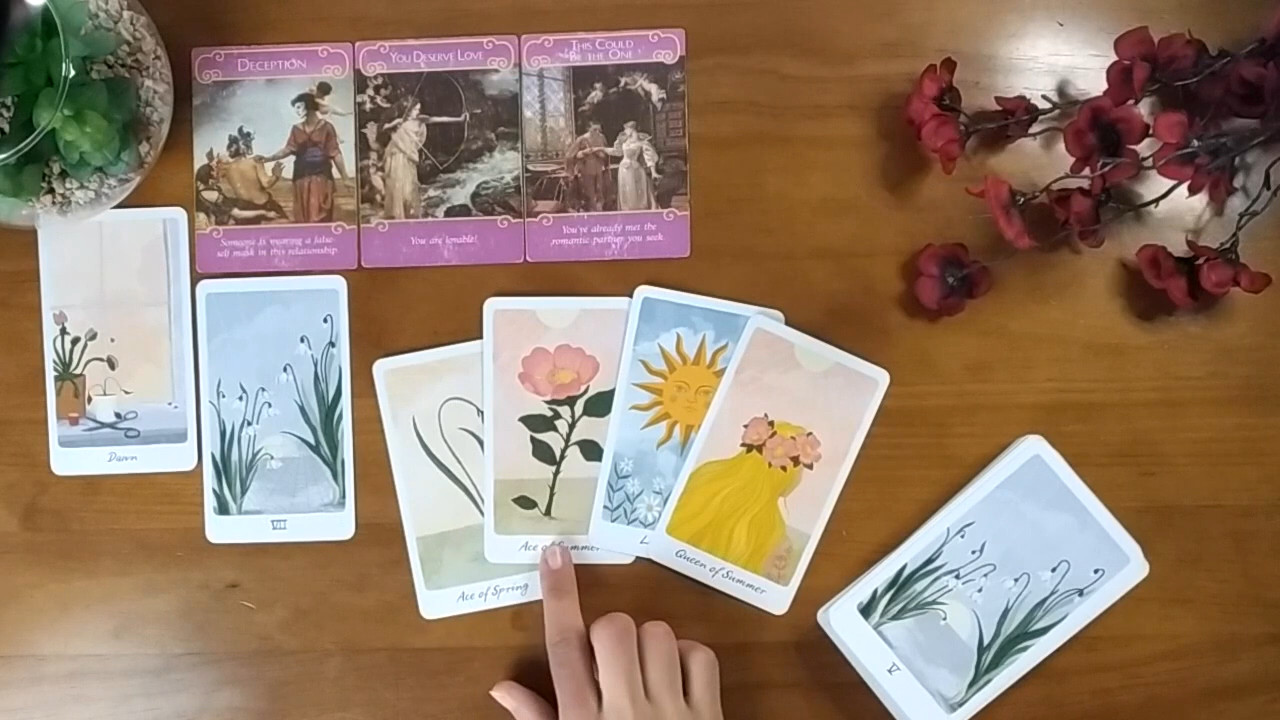 DECEPTION
YOU DESERVE LOVE
THIS COULD
BE THE ONE
Someone is wearing a false
self mask in this relationship.
You are lovable!
You've already met the
romantic partner you seek.
Dawn
VII
Ace of Spring
Ace of Summer
Queen of Summer
V